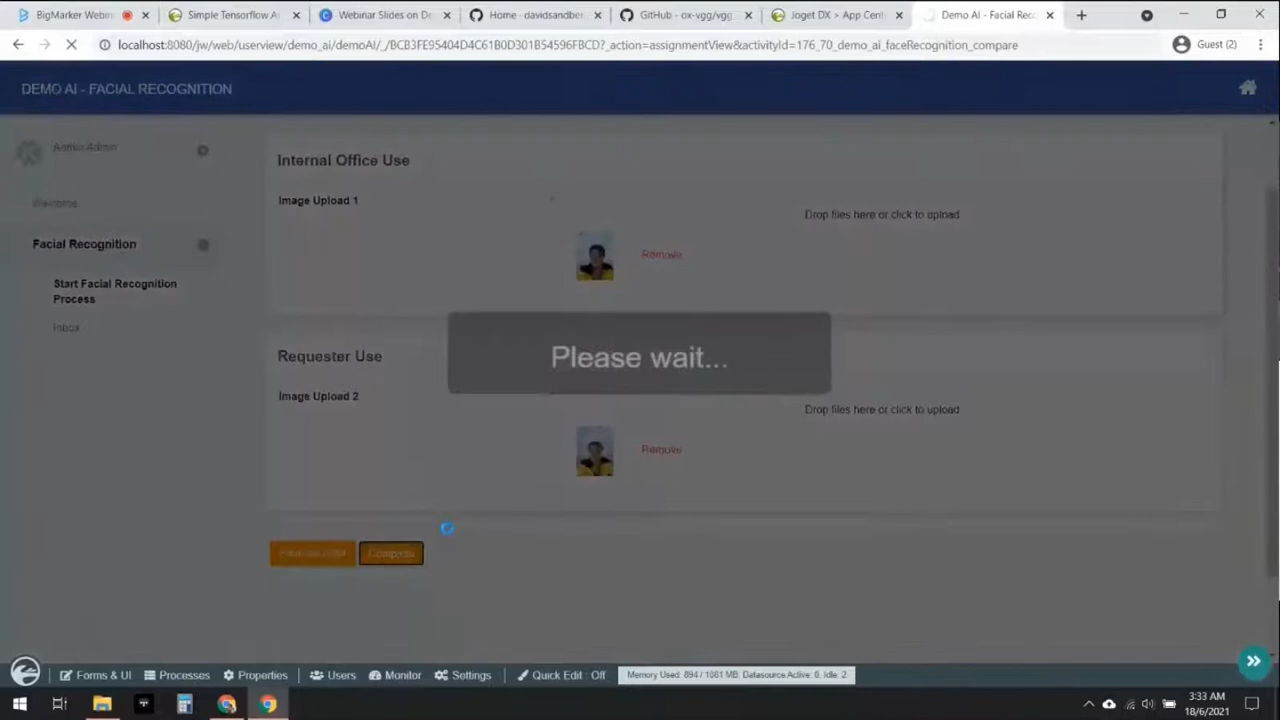 BigMarker Webin
Simple Tensorflow A
Webinar Slides on De
Home · davidsandber
GitHub - ox-vgg/vgg
Joget DX > App Cent
Demo AI - Facial Rec
localhost:8080/jw/web/userview/demo_ai/demoAI/_/BCB3FE95404D4C61B0D301B54596FBCD?_action=assignmentView&activityId=176_70_demo_ai_faceRecognition_compare
Guest (2)
DEMO AI - FACIAL RECOGNITION
Admin Admin
Welcome
Facial Recognition
Start Facial Recognition
Process
Inbox
Internal Office Use
Image Upload 1
Drop files here or click to upload
Remove
Please wait...
Requester Use
Image Upload 2
Drop files here or click to upload
Remove
Complete
Forms & UI
Processes
Properties
Users
Monitor
Settings
Quick Edit Off
Memory Used: 894 / 1061 MB, Datasource Active: 0, Idle: 2
3:33 AM
18/6/2021